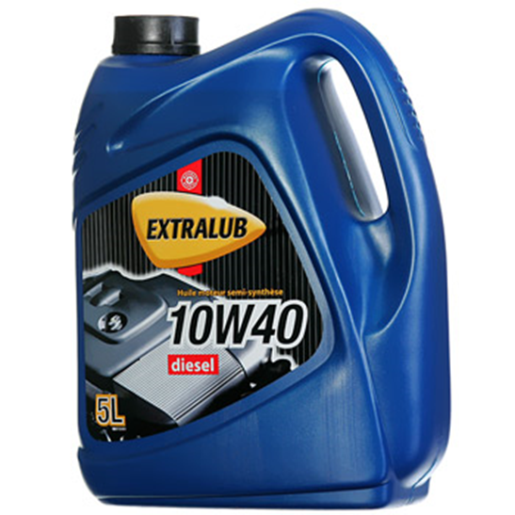 EXTRALUB
Huile moteur semi-synthèse
10W40
diesel
5L